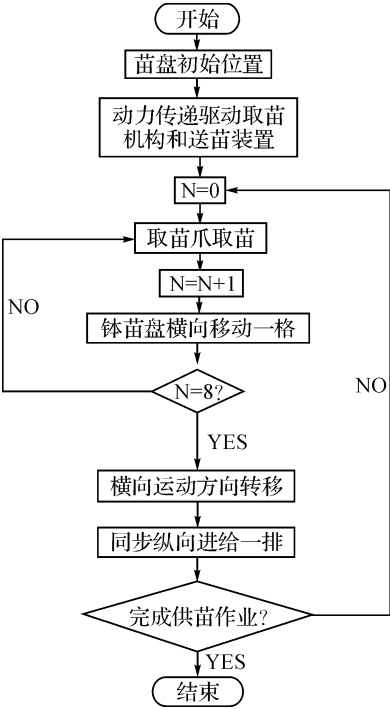 开始
苗盘初始位置
动力传递驱动取苗
机构和送苗装置
N=0
取苗爪取苗
N=N+1
NO
钵苗盘横向移动一格
N=8?
NO
YES
横向运动方向转移
同步纵向进给一排
完成供苗作业?
YES
结束